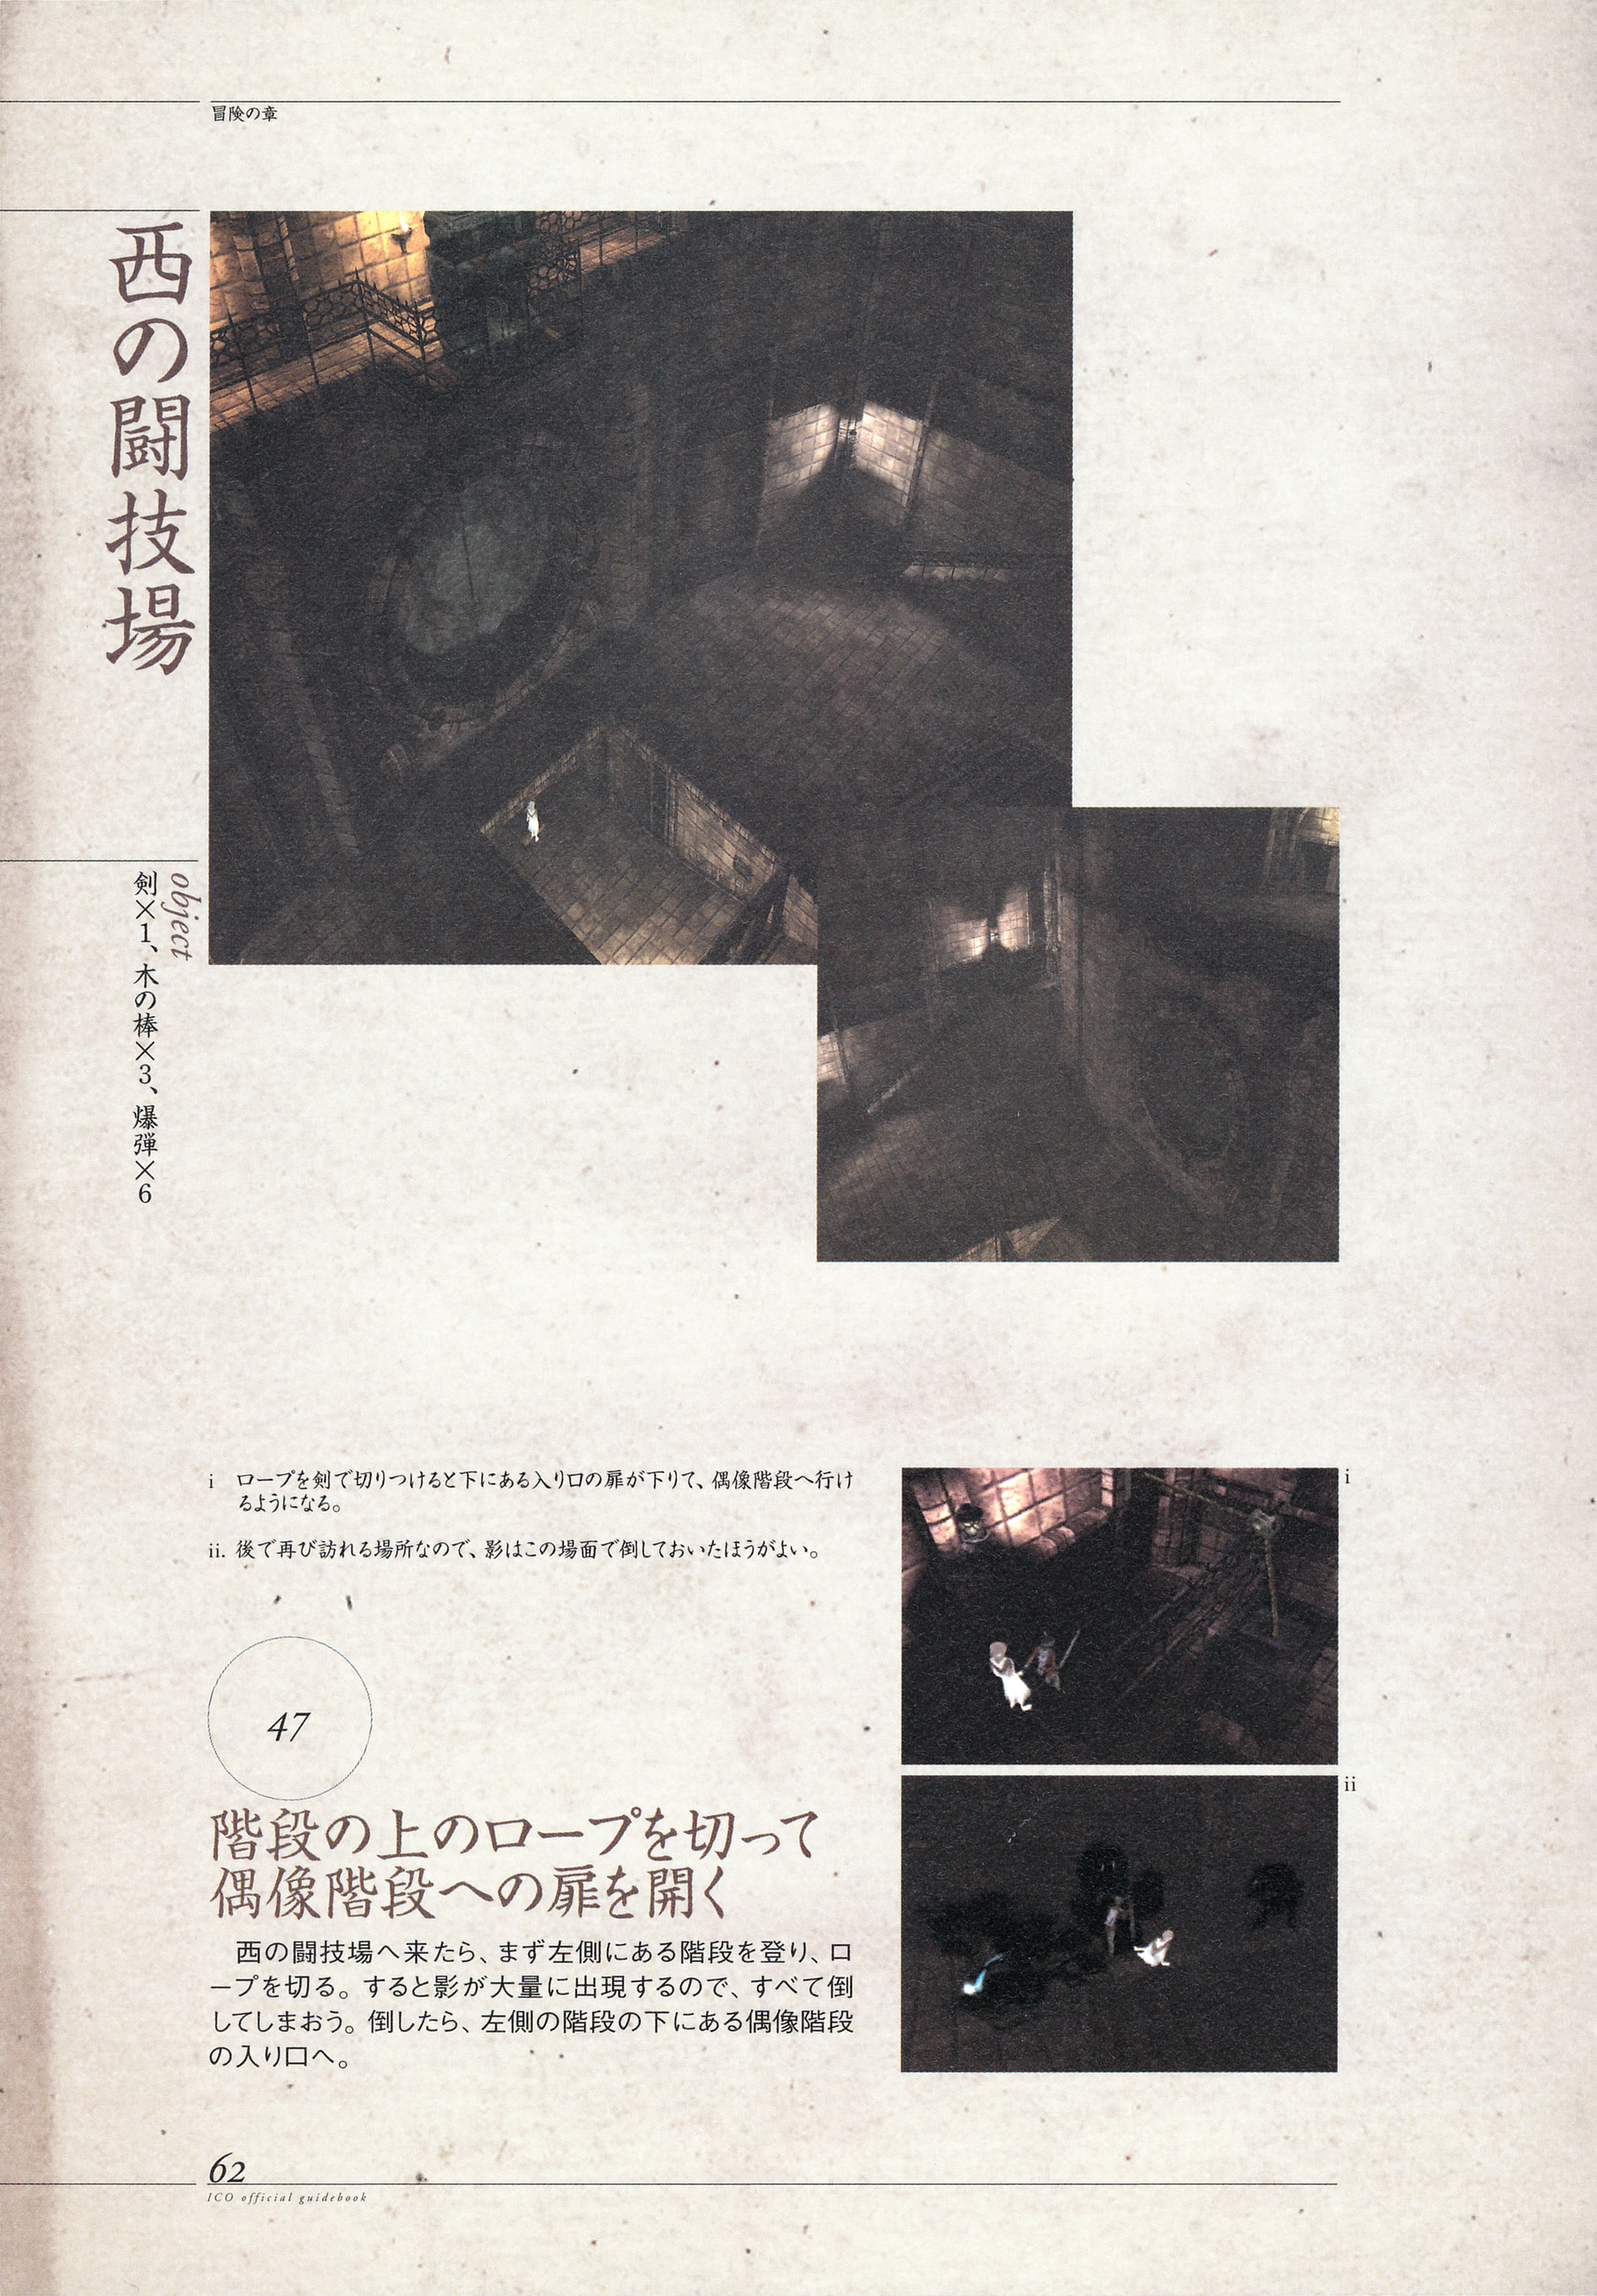 冒険の章
西の闘技場
object
剣×1、木の棒×3、爆弾×6
i ロープを剣で切りつけると下にある入り口の扉が下りて、偶像階段へ行け
るようになる。
ii. 後で再び訪れる場所なので、影はこの場面で倒しておいたほうがよい。
i
ii
47
階段の上のロープを切って
偶像階段への扉を開く
西の闘技場へ来たら、まず左側にある階段を登り、ロ
ープを切る。すると影が大量に出現するので、すべて倒
してしまおう。倒したら、左側の階段の下にある偶像階段
の入り口へ。
62
ICO official guidebook